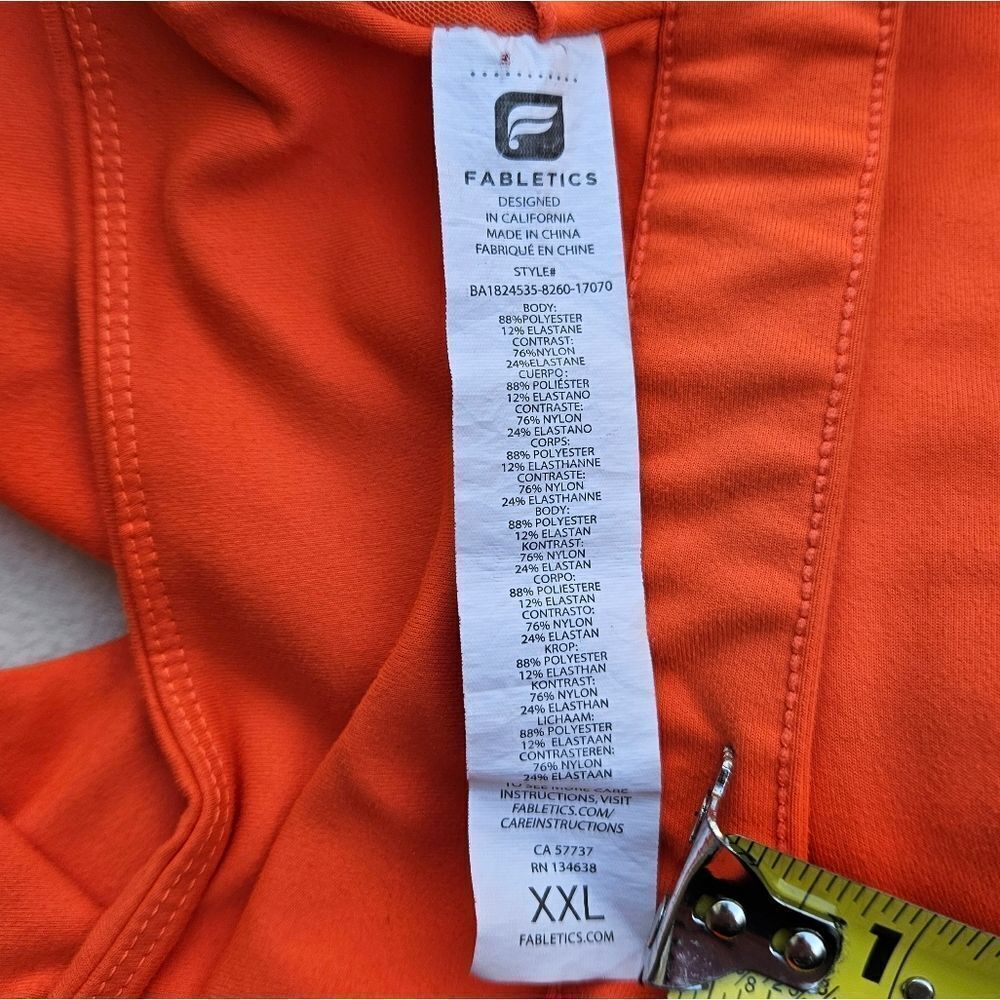 FABLETICS
DESIGNED
IN CALIFORNIA
MADE IN CHINA
FABRIQUÉ EN CHINE
STYLE#
BA1824535-8260-17070
BODY:
88%POLYESTER
12% ELASTANE
CONTRAST:
76%NYLON
24%ELASTANE
CUERPO:
88% POLIÉSTER
12% ELASTANO
CONTRASTE:
76% NYLON
24% ELASTANO
CORPS:
88% POLYESTER
12% ELASTHANNE
CONTRASTE:
76% NYLON
24% ELASTHANNE
BODY:
88% POLYESTER
12% ELASTAN
KONTRAST:
76% NYLON
24% ELASTAN
CORPO:
88% POLIESTERE
12% ELASTAN
CONTRASTO:
76% NYLON
24% ELASTAN
KROP:
88% POLYESTER
12% ELASTHAN
KONTRAST:
76% NYLON
24% ELASTHAN
LICHAAM:
88% POLYESTER
12% ELASTAAN
CONTRASTEREN:
76% NYLON
24% ELASTAAN
TO SEE MORE CARE
INSTRUCTIONS, VISIT
FABLETICS.COM/
CAREINSTRUCTIONS
CA 57737
RN 134638
XXL
FABLETICS.COM
1